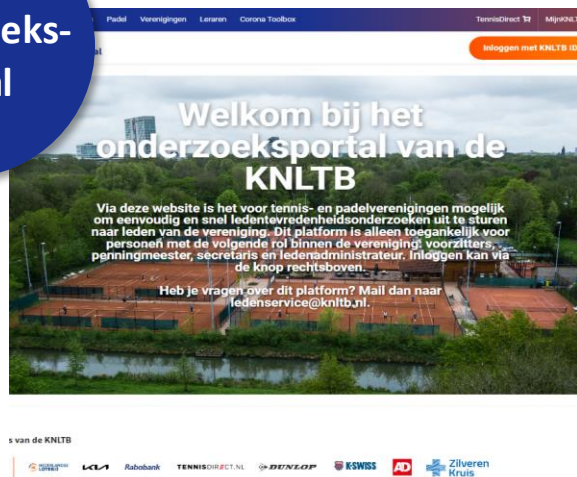 eks-
al
Padel Verenigingen Leraren Corona Toolbox TennisDirect MijnKNLT
al
Inloggen met KNLTB ID
Welkom bij het
onderzoeksportal van de
KNLTB
Via deze website is het voor tennis- en padelverenigingen mogelijk
om eenvoudig en snel ledentevredenheidsonderzoeken uit te sturen
naar leden van de vereniging. Dit platform is alleen toegankelijk voor
personen met de volgende rol binnen de vereniging: voorzitters,
penningmeester, secretaris en ledenadministrateur. Inloggen kan via
de knop rechtsboven.
Heb je vragen over dit platform? Mail dan naar
ledenservice@knltb.nl.
s van de KNLTB
NEDERLANDSE LOTERIJ KIA Rabobank TENNISDIRECT.NL DUNLOP K-SWISS AD Zilveren
Kruis